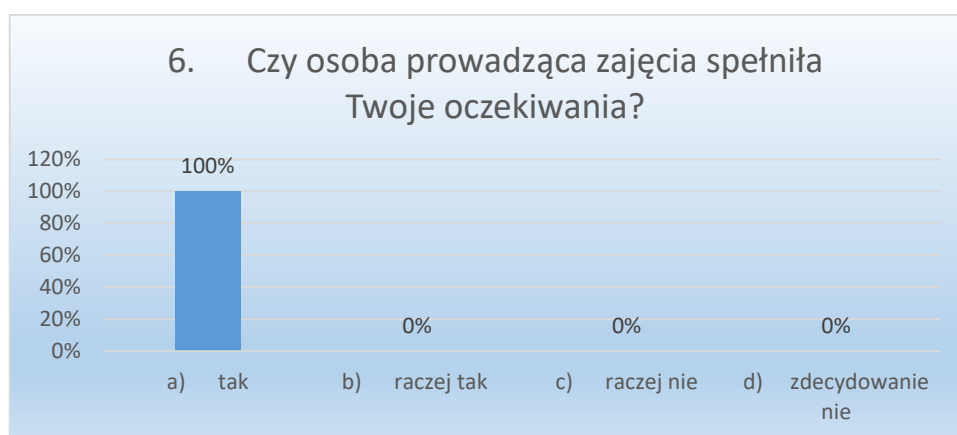 6. Czy osoba prowadząca zajęcia spełniła
Twoje oczekiwania?
120%
100%
80%
60%
40%
20%
0%
100%
0%
0%
0%
a) tak
b) raczej tak
c) raczej nie
d) zdecydowanie
nie